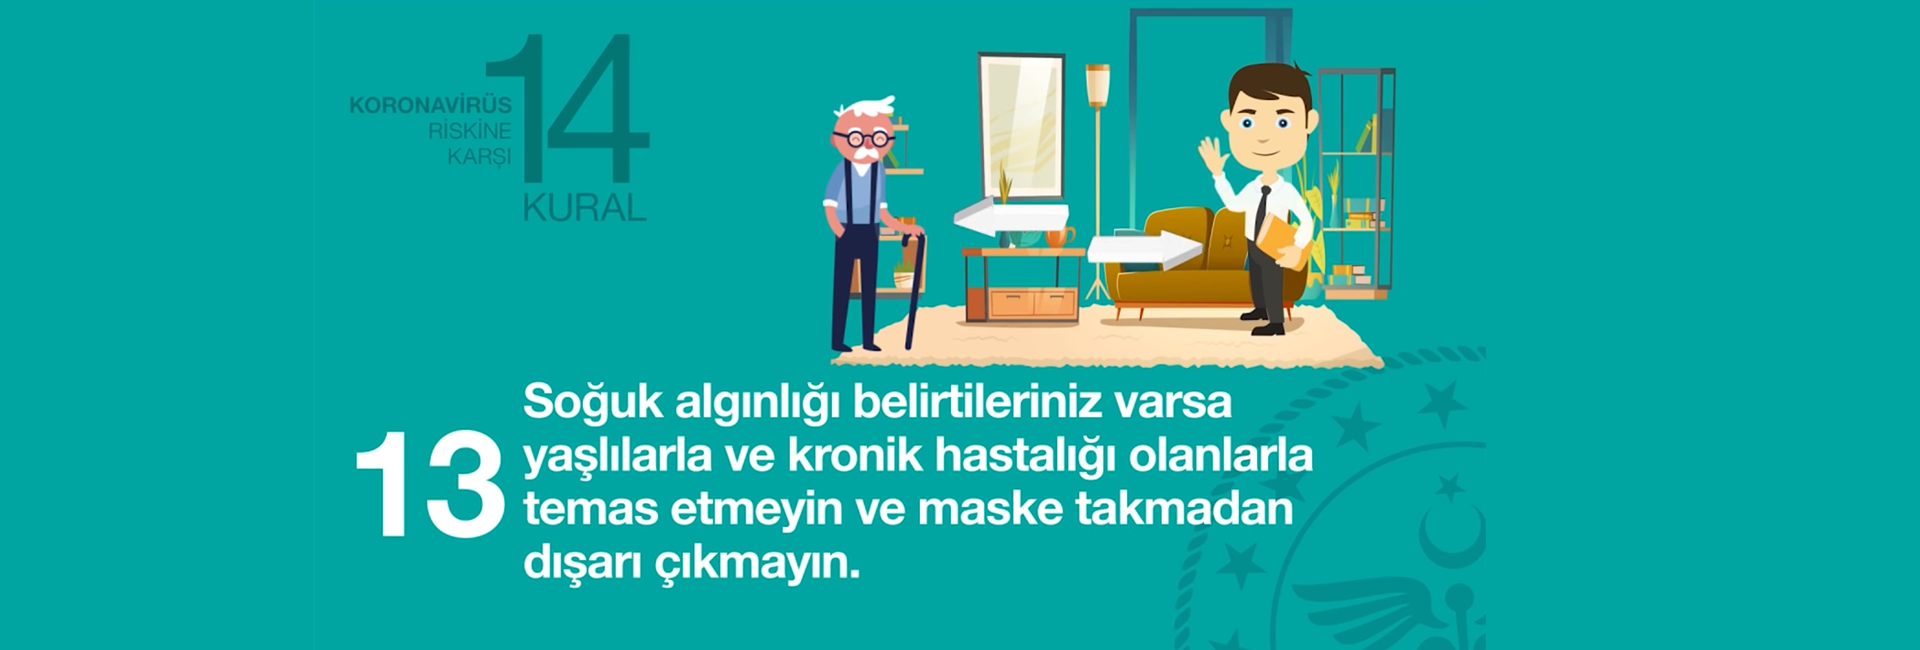 KORONAVİRÜS
RİSKİNE
KARŞI
14
KURAL
13
Soğuk algınlığı belirtileriniz varsa
yaşlılarla ve kronik hastalığı olanlarla
temas etmeyin ve maske takmadan
dışarı çıkmayın.